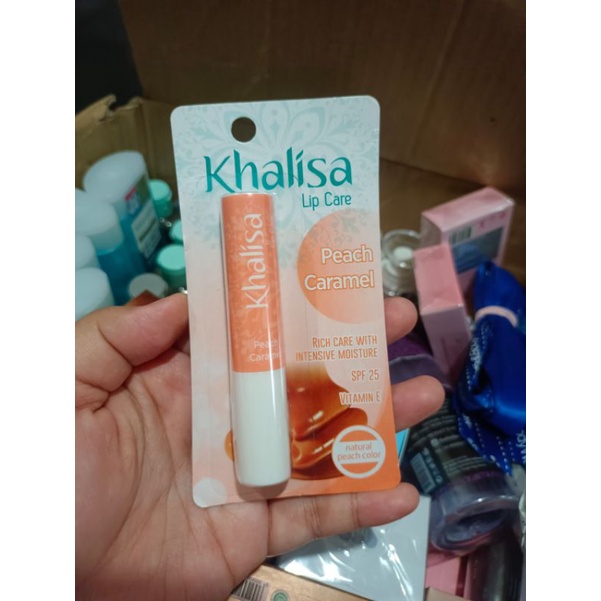 Khalisa
Lip Care
Khalisa
Peach
Caramel
Peach
Caramel
RICH CARE WITH
INTENSIVE MOISTURE
SPF 25
VITAMIN E
natural
peach color